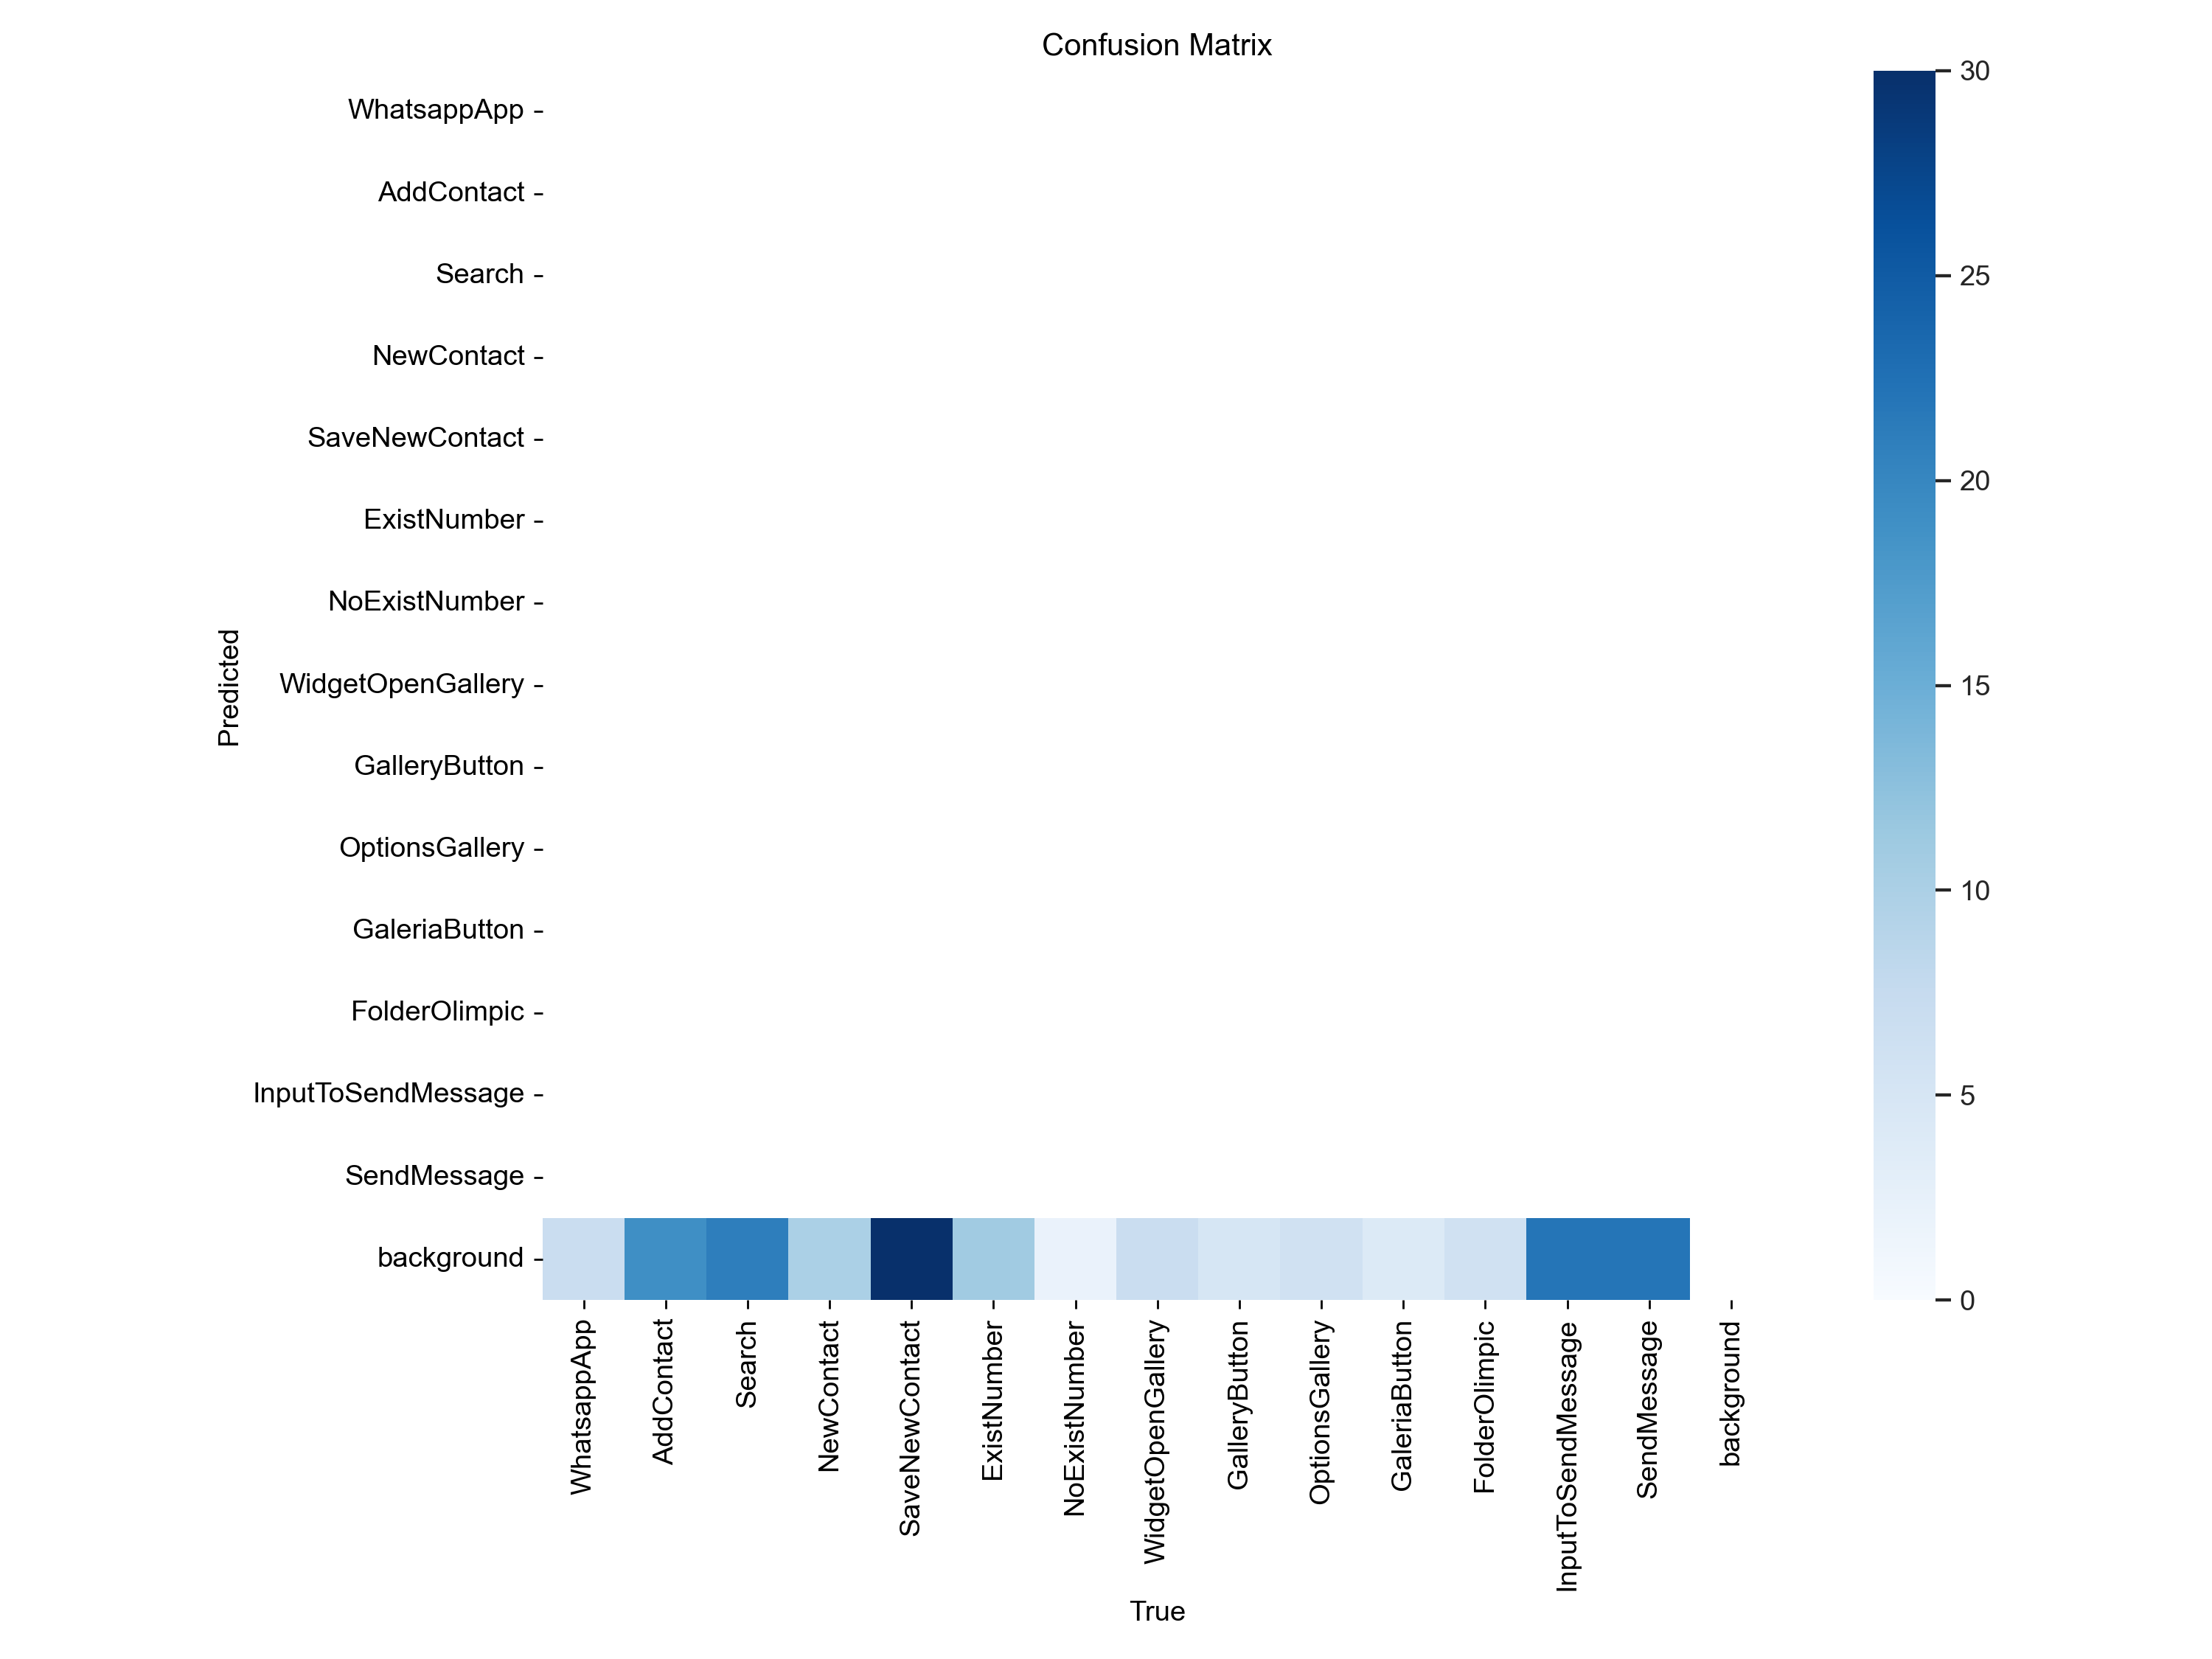 Confusion Matrix
WhatsappApp
AddContact
Search
NewContact
SaveNewContact
ExistNumber
NoExistNumber
WidgetOpenGallery
GalleryButton
OptionsGallery
GaleriaButton
FolderOlimpic
InputToSendMessage
SendMessage
background
Predicted
30
25
20
15
10
5
0
WhatsappApp
AddContact
Search
NewContact
SaveNewContact
ExistNumber
NoExistNumber
WidgetOpenGallery
GalleryButton
OptionsGallery
GaleriaButton
FolderOlimpic
InputToSendMessage
SendMessage
background
True